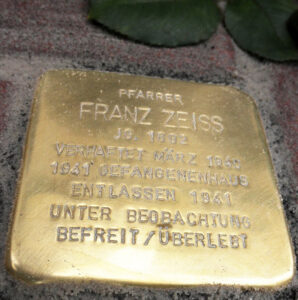 PFARRER
FRANZ ZEISS
JG.
VERHAFTET MÄRZ
1941 GEFANGENENHAUS
ENTLASSEN 1941
UNTER BEOBACHTUNG
BEFREIT/ÜBERLEBT